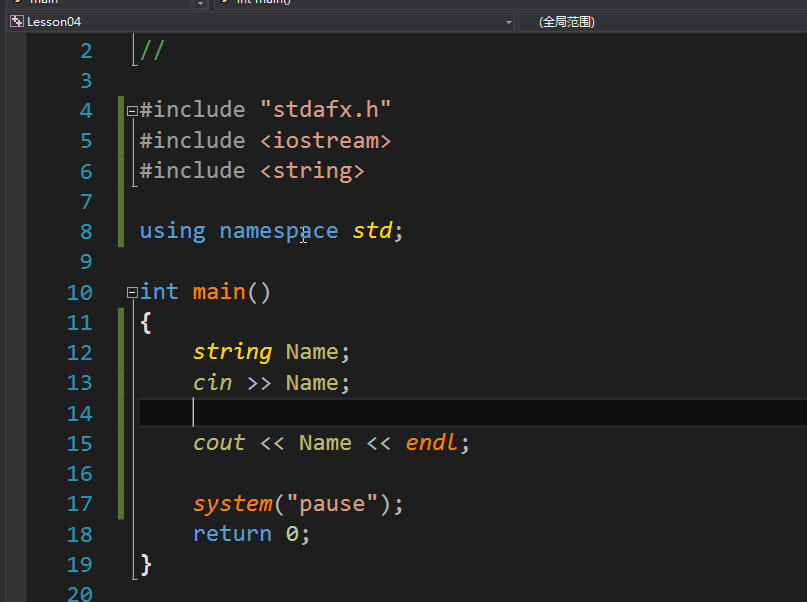 main int main()
Lesson04 (全局范围)
2 //
3
4 #include "stdafx.h"
5 #include <iostream>
6 #include <string>
7
8 using namespace std;
9
10 int main()
11 {
12 string Name;
13 cin >> Name;
14
15 cout << Name << endl;
16
17 system("pause");
18 return 0;
19 }
20